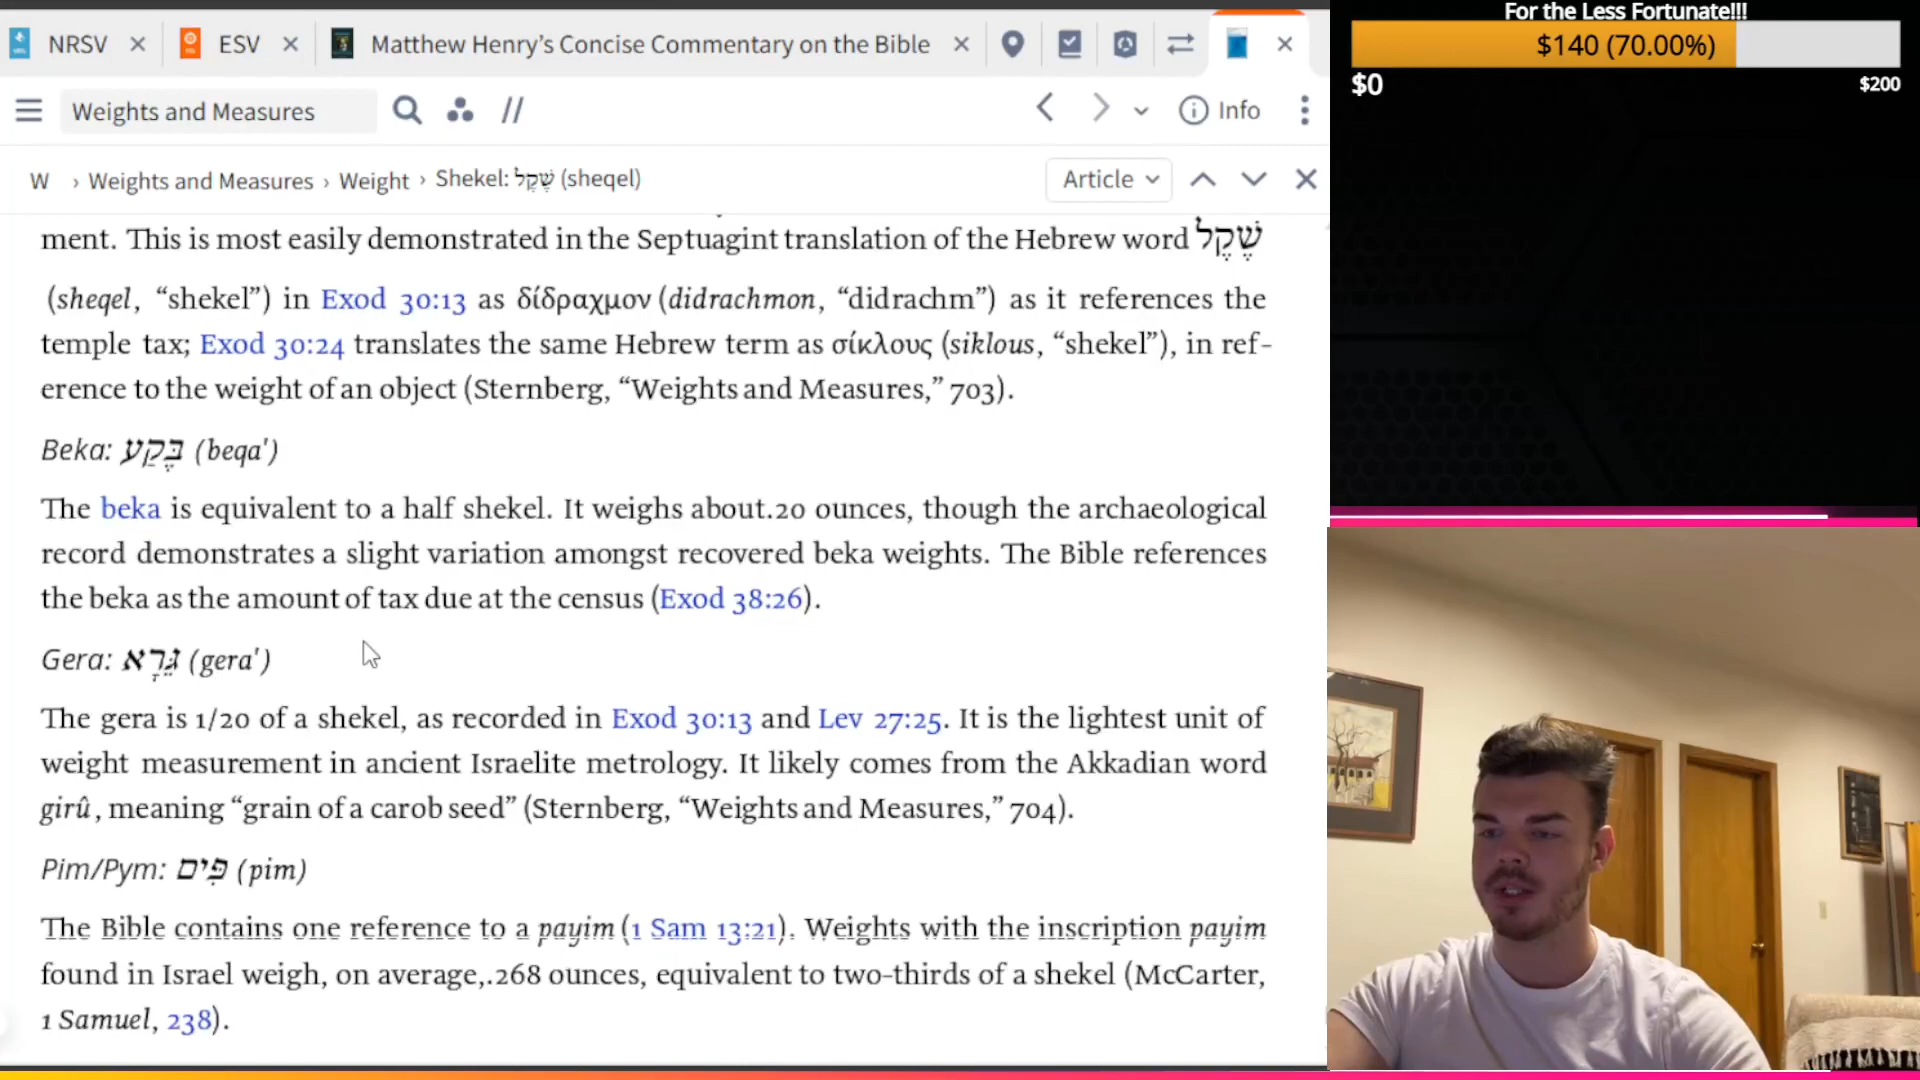 NRSV
ESV
Matthew Henry’s Concise Commentary on the Bible
Weights and Measures
Info
W › Weights and Measures › Weight › Shekel: שֶׁקֶל (sheqel)
Article
ment. This is most easily demonstrated in the Septuagint translation of the Hebrew word שֶׁקֶל
(sheqel, “shekel”) in Exod 30:13 as δίδραχμον (didrachmon, “didrachm”) as it references the
temple tax; Exod 30:24 translates the same Hebrew term as σίκλους (siklous, “shekel”), in ref-
erence to the weight of an object (Sternberg, “Weights and Measures,” 703).
Beka: בֶּקַע (beqa')
The beka is equivalent to a half shekel. It weighs about.20 ounces, though the archaeological
record demonstrates a slight variation amongst recovered beka weights. The Bible references
the beka as the amount of tax due at the census (Exod 38:26).
Gera: גֵּרָא (gera')
The gera is 1/20 of a shekel, as recorded in Exod 30:13 and Lev 27:25. It is the lightest unit of
weight measurement in ancient Israelite metrology. It likely comes from the Akkadian word
girû, meaning “grain of a carob seed” (Sternberg, “Weights and Measures,” 704).
Pim/Pym: פִּים (pim)
The Bible contains one reference to a payim (1 Sam 13:21). Weights with the inscription payim
found in Israel weigh, on average,.268 ounces, equivalent to two-thirds of a shekel (McCarter,
1 Samuel, 238).
For the Less Fortunate!!!
$140 (70.00%)
$0
$200